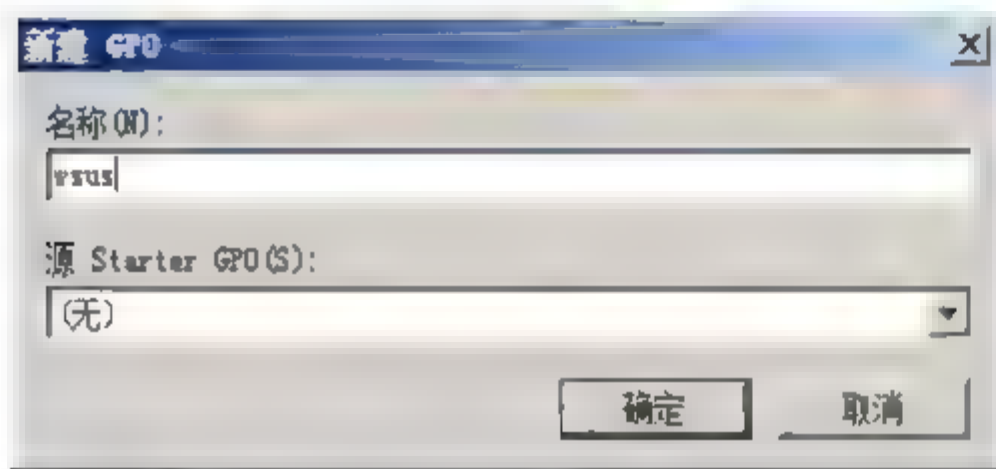 新建 GPO
名称(N):
wsus
源 Starter GPO(S):
(无)
确定 取消